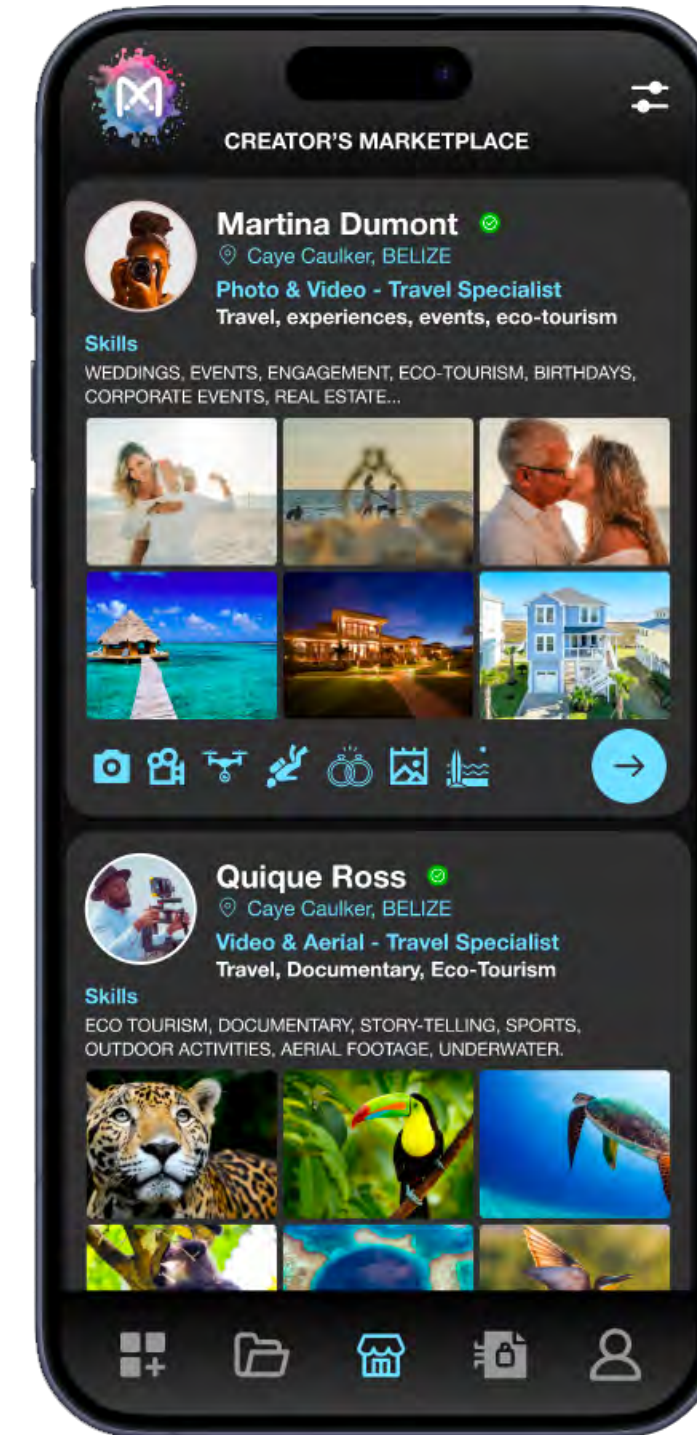 CREATOR'S MARKETPLACE
Martina Dumont
Caye Caulker, BELIZE
Photo & Video - Travel Specialist
Travel, experiences, events, eco-tourism
Skills
WEDDINGS, EVENTS, ENGAGEMENT, ECO-TOURISM, BIRTHDAYS,
CORPORATE EVENTS, REAL ESTATE...
Quique Ross
Caye Caulker, BELIZE
Video & Aerial - Travel Specialist
Travel, Documentary, Eco-Tourism
Skills
ECO TOURISM, DOCUMENTARY, STORY-TELLING, SPORTS,
OUTDOOR ACTIVITIES, AERIAL FOOTAGE, UNDERWATER.